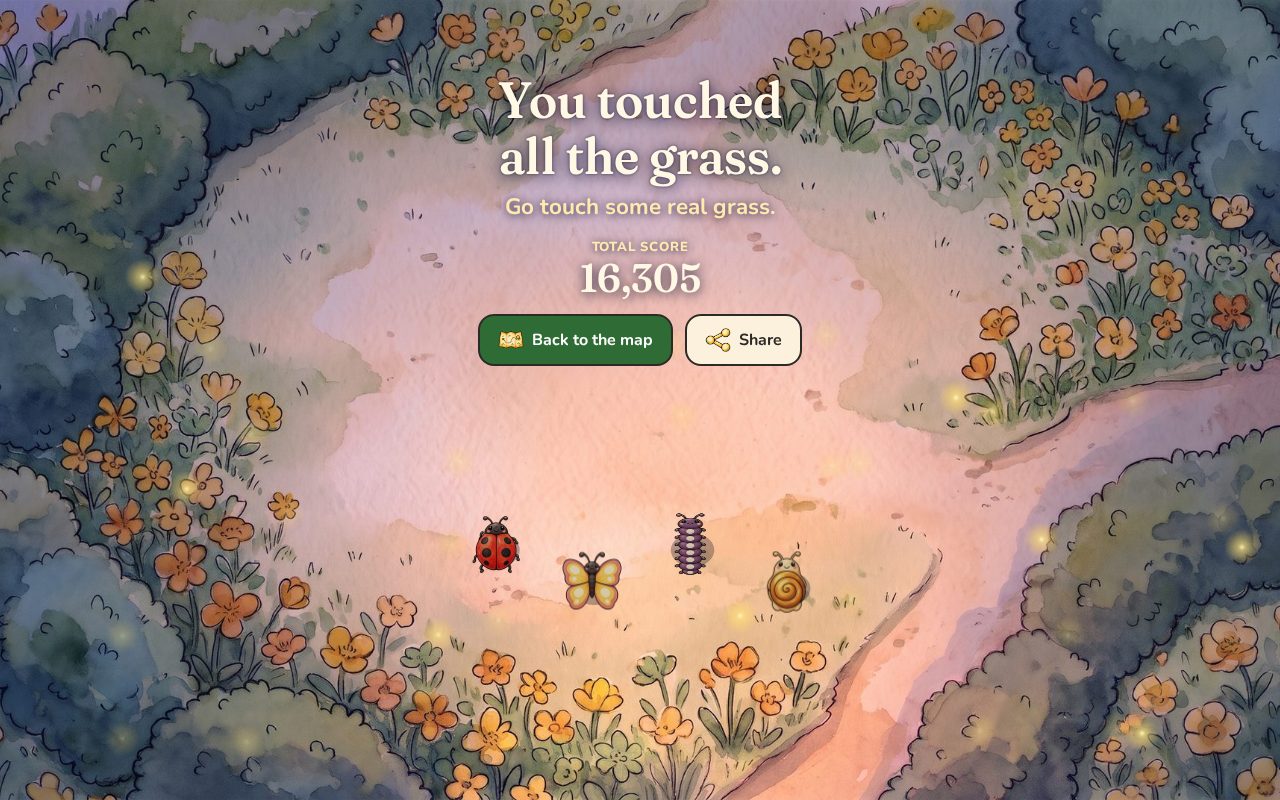 You touched
all the grass.
Go touch some real grass.
TOTAL SCORE
16,305
Back to the map
Share